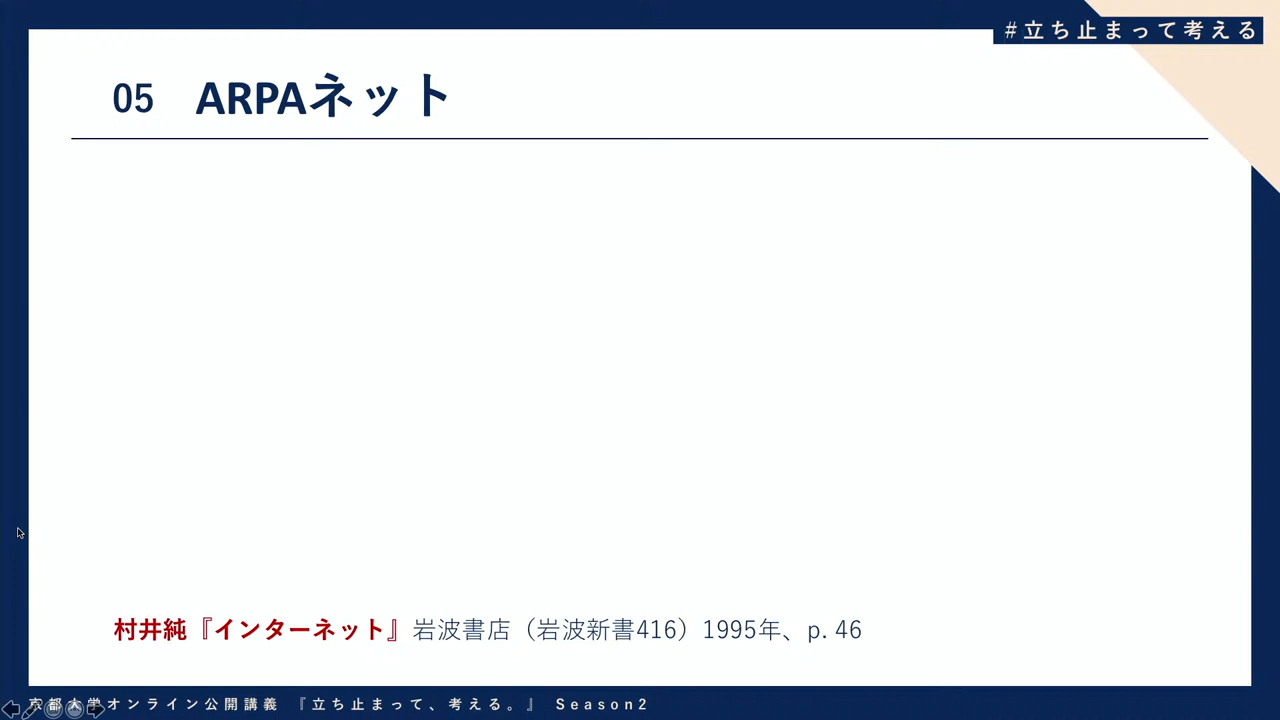 #立ち止まって考える
05 ARPAネット
村井純『インターネット』岩波書店（岩波新書416）1995年、p. 46
京都大学オンライン公開講義 『立ち止まって、考える。』 Season2